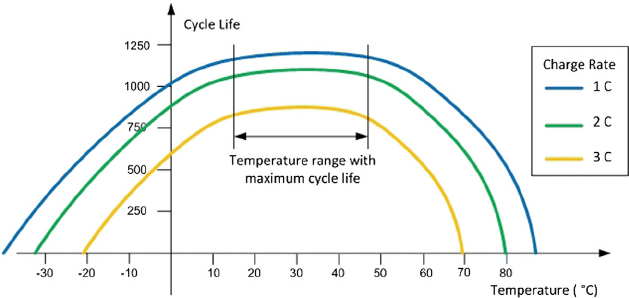 Cycle Life
1250
1000
750
500
250
Temperature range with
maximum cycle life
-30 -20 -10 10 20 30 40 50 60 70 80
Temperature ( °C)
Charge Rate
1 C
2 C
3 C